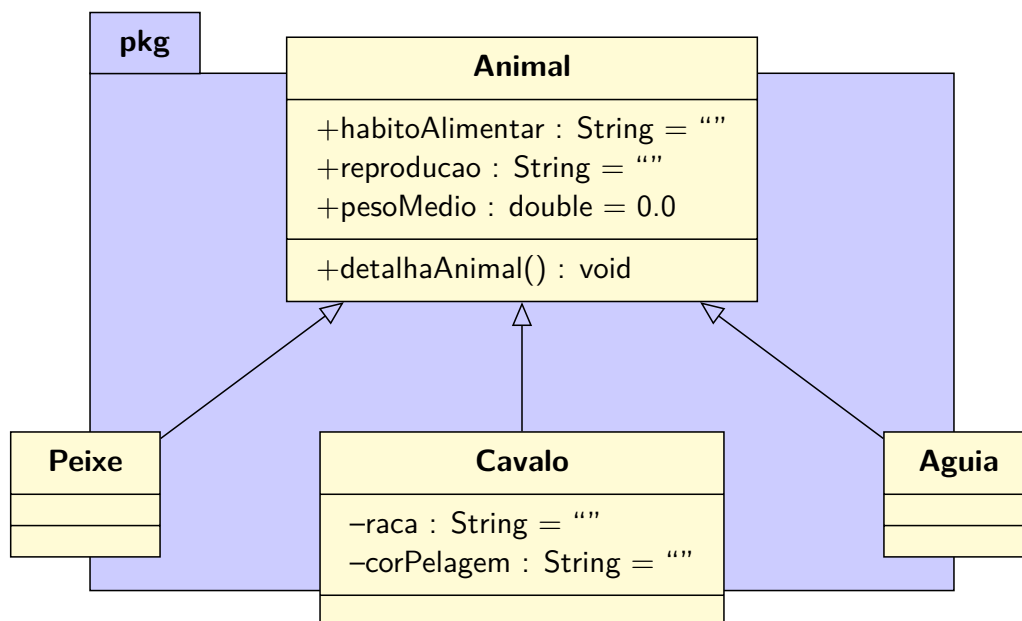 pkg
Animal
+habitoAlimentar : String = “”
+reproducao : String = “”
+pesoMedio : double = 0.0
+detalhaAnimal() : void
Peixe
Cavalo
Aguia
–raca : String = “”
–corPelagem : String = “”